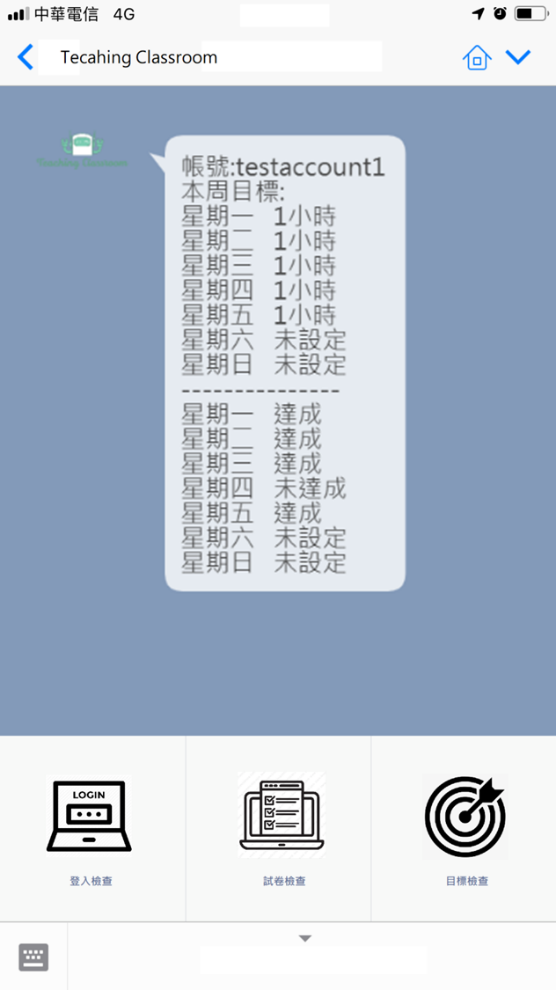 中華電信 4G
Tecahing Classroom
Teaching Classroom
帳號:testaccount1
本周目標:
星期一 1小時
星期二 1小時
星期三 1小時
星期四 1小時
星期五 1小時
星期六 未設定
星期日 未設定
---------------
星期一 達成
星期二 達成
星期三 達成
星期四 未達成
星期五 達成
星期六 未設定
星期日 未設定
LOGIN
登入檢查
試卷檢查
目標檢查